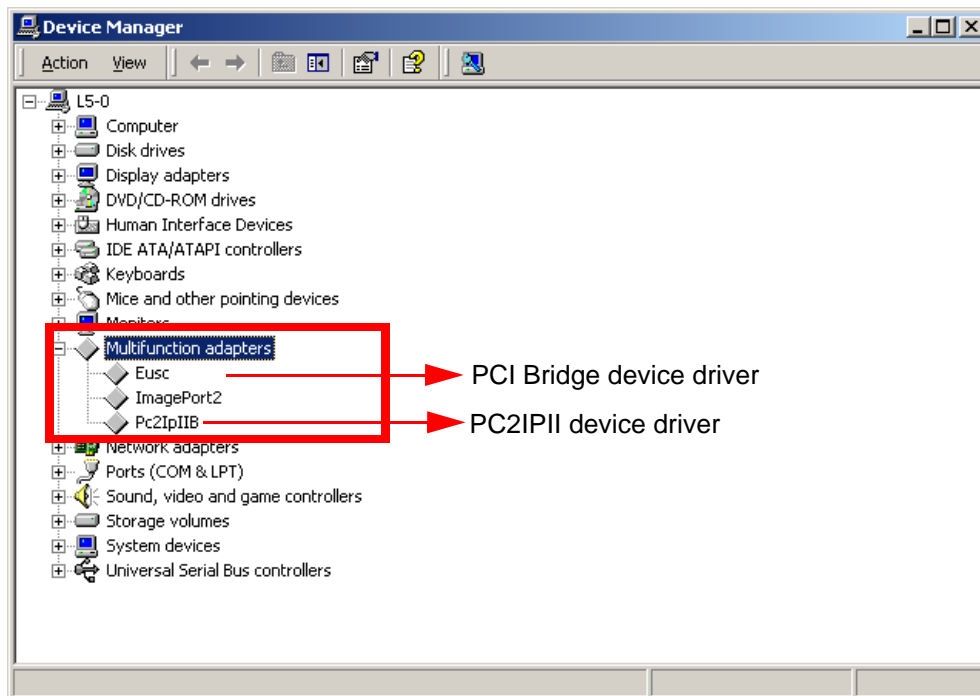 Device Manager
Action View
L5-0
Computer
Disk drives
Display adapters
DVD/CD-ROM drives
Human Interface Devices
IDE ATA/ATAPI controllers
Keyboards
Mice and other pointing devices
Monitors
Multifunction adapters
Eusc PCI Bridge device driver
ImagePort2
Pc2IpIIB PC2IPII device driver
Network adapters
Ports (COM & LPT)
Sound, video and game controllers
Storage volumes
System devices
Universal Serial Bus controllers